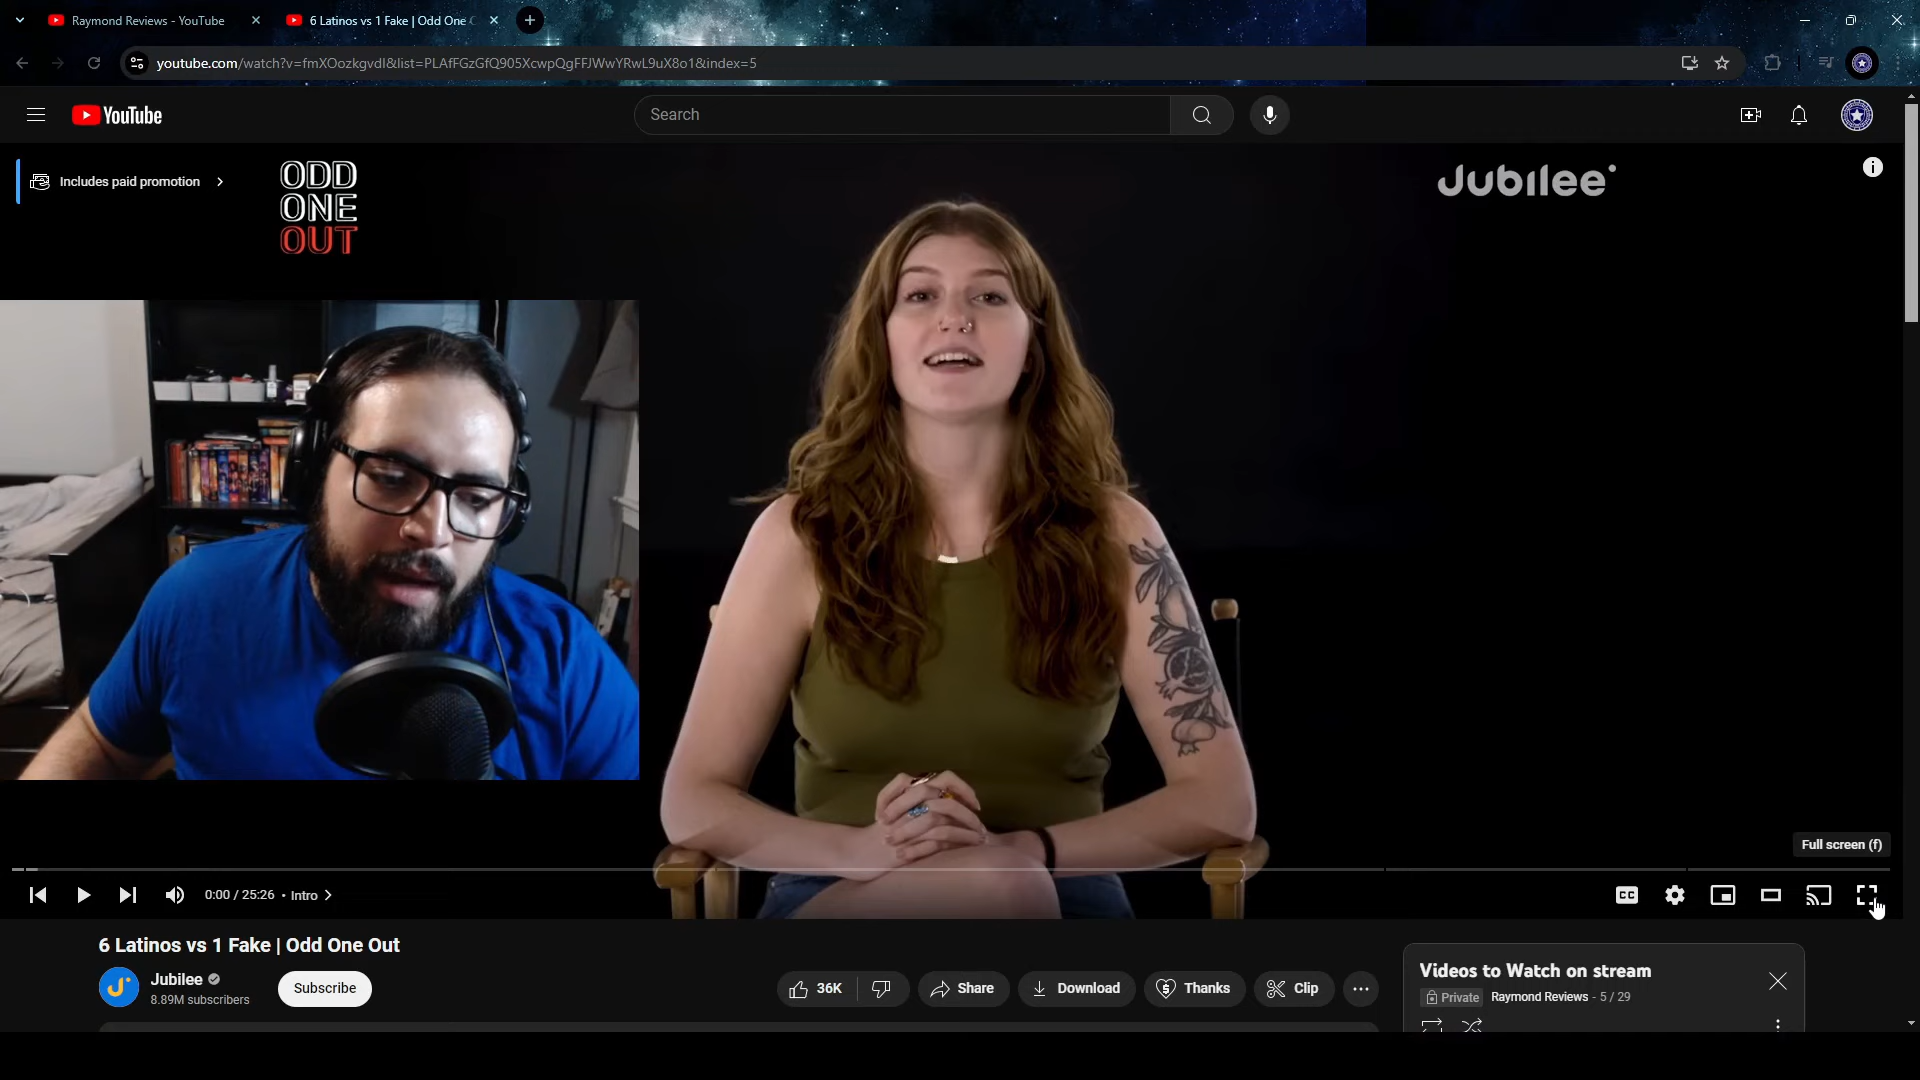 Raymond Reviews - YouTube
6 Latinos vs 1 Fake | Odd One
youtube.com/watch?v=fmXOozkgvdI&list=PLAfFGzGfQ905XcwpQgFFJWwYRwL9uX8o1&index=5
YouTube
Search
Includes paid promotion
ODD
ONE
OUT
Jubilee
Full screen (f)
0:00 / 25:26 • Intro
CC
6 Latinos vs 1 Fake | Odd One Out
Jubilee
8.89M subscribers
Subscribe
36K
Share
Download
Thanks
Clip
Videos to Watch on stream
Private Raymond Reviews - 5 / 29